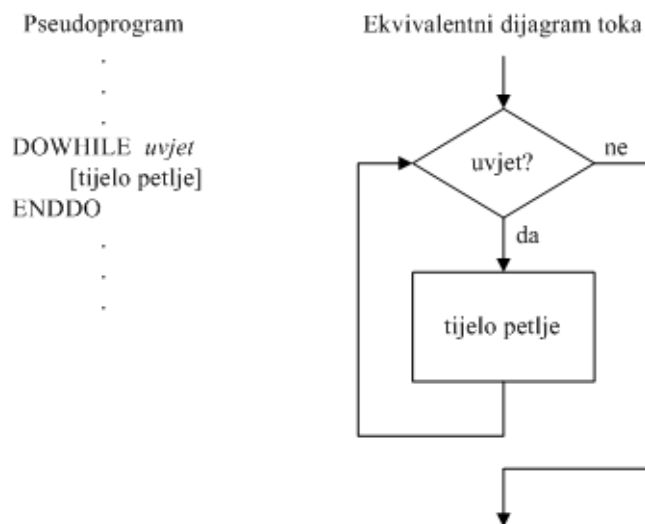 Pseudoprogram
.
.
.
DOWHILE uvjet
[tijelo petlje]
ENDDO
.
.
.
Ekvivalentni dijagram toka
uvjet?
ne
da
tijelo petlje